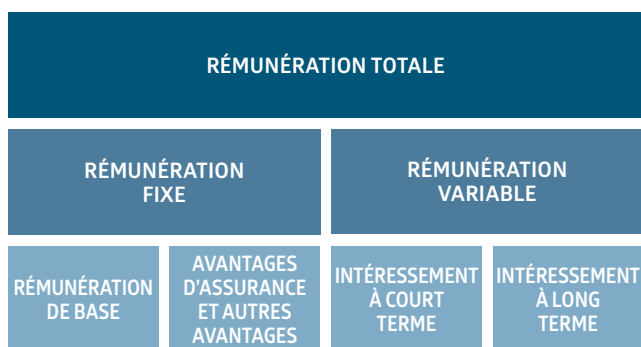 RÉMUNÉRATION TOTALE
RÉMUNÉRATION
FIXE
RÉMUNÉRATION
VARIABLE
RÉMUNÉRATION
DE BASE
AVANTAGES
D'ASSURANCE
ET AUTRES
AVANTAGES
INTÉRESSEMENT
À COURT
TERME
INTÉRESSEMENT
À LONG
TERME